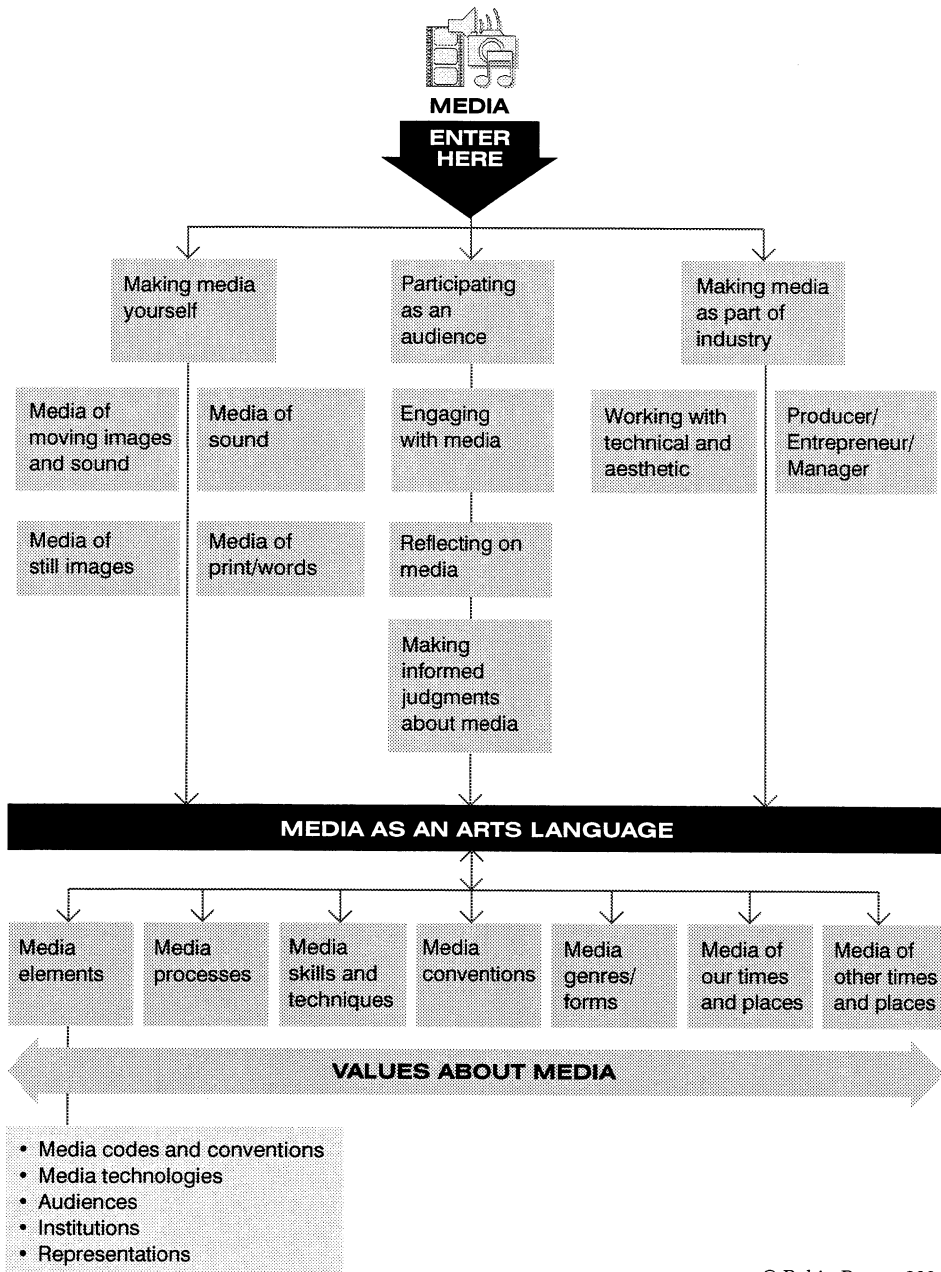 MEDIA
ENTER
HERE
Making media
yourself
Participating
as an
audience
Making media
as part of
industry
Media of
moving images
and sound
Media of
sound
Engaging
with media
Working with
technical and
aesthetic
Producer/
Entrepreneur/
Manager
Media of
still images
Media of
print/words
Reflecting on
media
Making
informed
judgments
about media
MEDIA AS AN ARTS LANGUAGE
Media
elements
Media
processes
Media
skills and
techniques
Media
conventions
Media
genres/
forms
Media of
our times
and places
Media of
other times
and places
VALUES ABOUT MEDIA
• Media codes and conventions
• Media technologies
• Audiences
• Institutions
• Representations